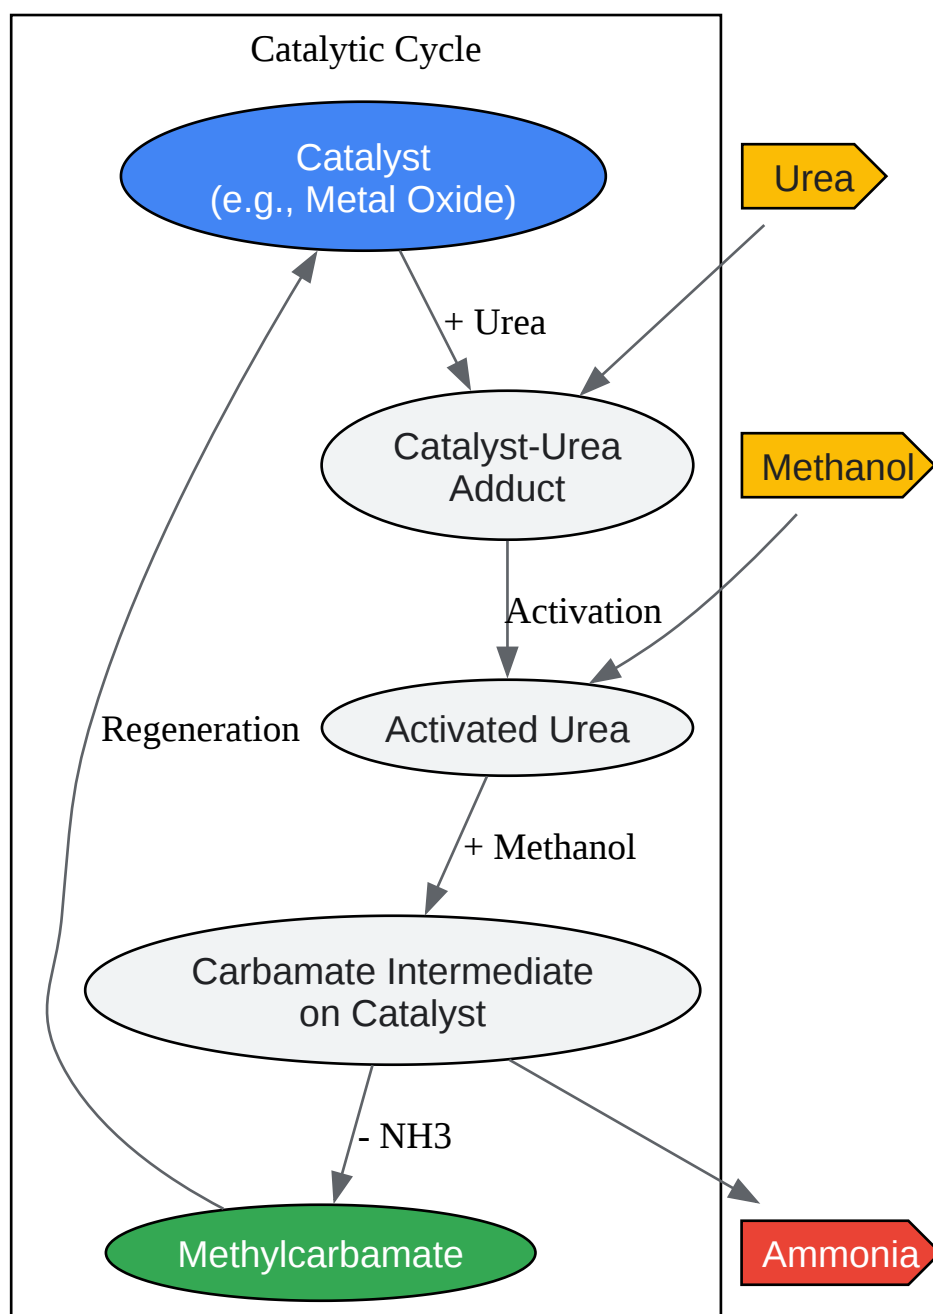 Catalytic Cycle
Catalyst
(e.g., Metal Oxide)
Urea
+ Urea
Catalyst-Urea
Adduct
Methanol
Activation
Regeneration
Activated Urea
+ Methanol
Carbamate Intermediate
on Catalyst
- NH3
Methylcarbamate
Ammonia